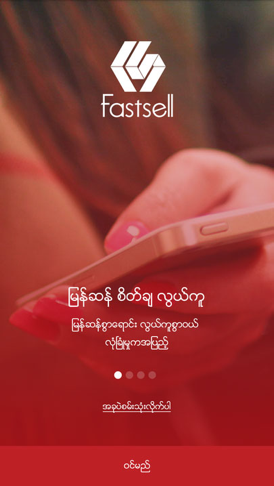 Fastsell
မြန်ဆန် စိတ်ချ လွယ်ကူ
မြန်ဆန်စွာရောင်း လွယ်ကူစွာဝယ်
လုံခြုံမှုကအပြည့်
အခုပဲစမ်းသုံးလိုက်ပါ
ဝင်မည်